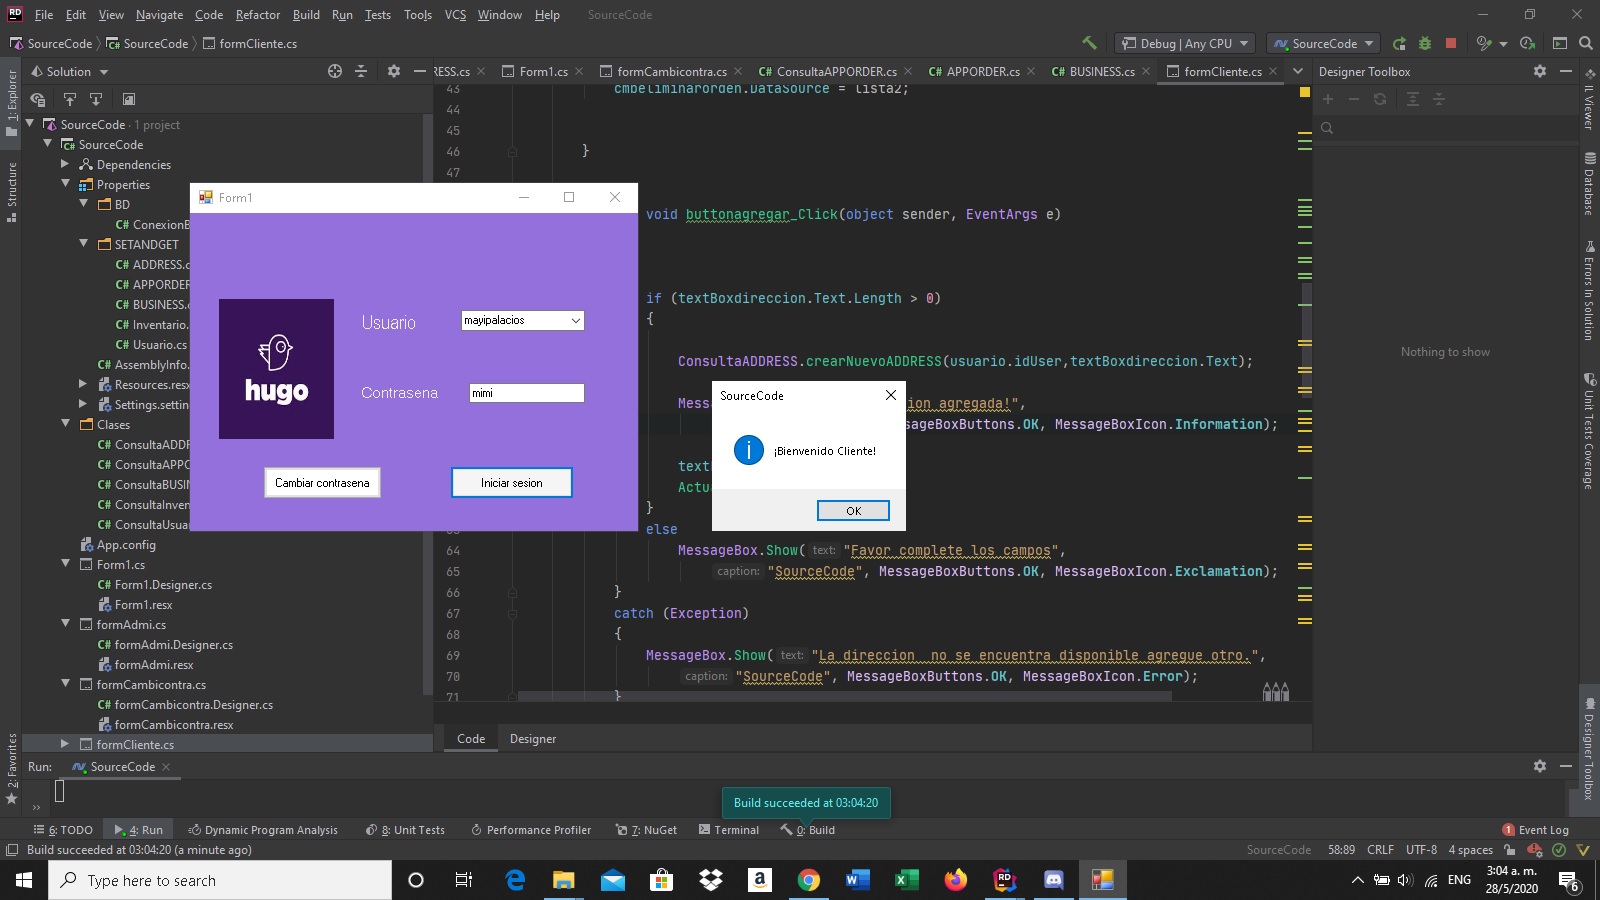 File Edit View Navigate Code Refactor Build Run Tests Tools VCS Window Help SourceCode
SourceCode SourceCode formCliente.cs
Debug | Any CPU SourceCode
Solution
RESS.cs Form1.cs formCambicontra.cs ConsultaAPPORDER.cs APPORDER.cs BUSINESS.cs formCliente.cs
Designer Toolbox
1: Explorer
Structure
2: Favorites
SourceCode · 1 project
SourceCode
Dependencies
Properties
BD
ConexionB
SETANDGET
ADDRESS.c
APPORDER
BUSINESS.c
Inventario.
Usuario.cs
AssemblyInfo.
Resources.resx
Settings.settin
Clases
ConsultaADDR
ConsultaAPPO
ConsultaBUSIN
ConsultaInven
ConsultaUsua
App.config
Form1.cs
Form1.Designer.cs
Form1.resx
formAdmi.cs
formAdmi.Designer.cs
formAdmi.resx
formCambicontra.cs
formCambicontra.Designer.cs
formCambicontra.resx
formCliente.cs
43 cmbeliminarorden.DataSource = lista2;
44
45
46 }
47
void buttonagregar_Click(object sender, EventArgs e)
if (textBoxdireccion.Text.Length > 0)
{
ConsultaADDRESS.crearNuevoADDRESS(usuario.idUser,textBoxdireccion.Text);
Mess ion agregada!",
ssageBoxButtons.OK, MessageBoxIcon.Information);
text
Actua
}
else
64 MessageBox.Show( text: "Favor complete los campos",
65 caption: "SourceCode", MessageBoxButtons.OK, MessageBoxIcon.Exclamation);
66 }
67 catch (Exception)
68 {
69 MessageBox.Show( text: "La direccion  no se encuentra disponible agregue otro.",
70 caption: "SourceCode", MessageBoxButtons.OK, MessageBoxIcon.Error);
71 }
Form1
hugo
Usuario mayipalacios
Contrasena mimi
Cambiar contrasena Iniciar sesion
SourceCode
¡Bienvenido Cliente!
OK
Nothing to show
IL Viewer
Database
Errors In Solution
Unit Tests Coverage
Designer Toolbox
Code Designer
Run: SourceCode
Build succeeded at 03:04:20
6: TODO 4: Run Dynamic Program Analysis 8: Unit Tests Performance Profiler 7: NuGet Terminal 0: Build 1 Event Log
Build succeeded at 03:04:20 (a minute ago) SourceCode 58:89 CRLF UTF-8 4 spaces
Type here to search
ENG
3:04 a. m.
28/5/2020
6